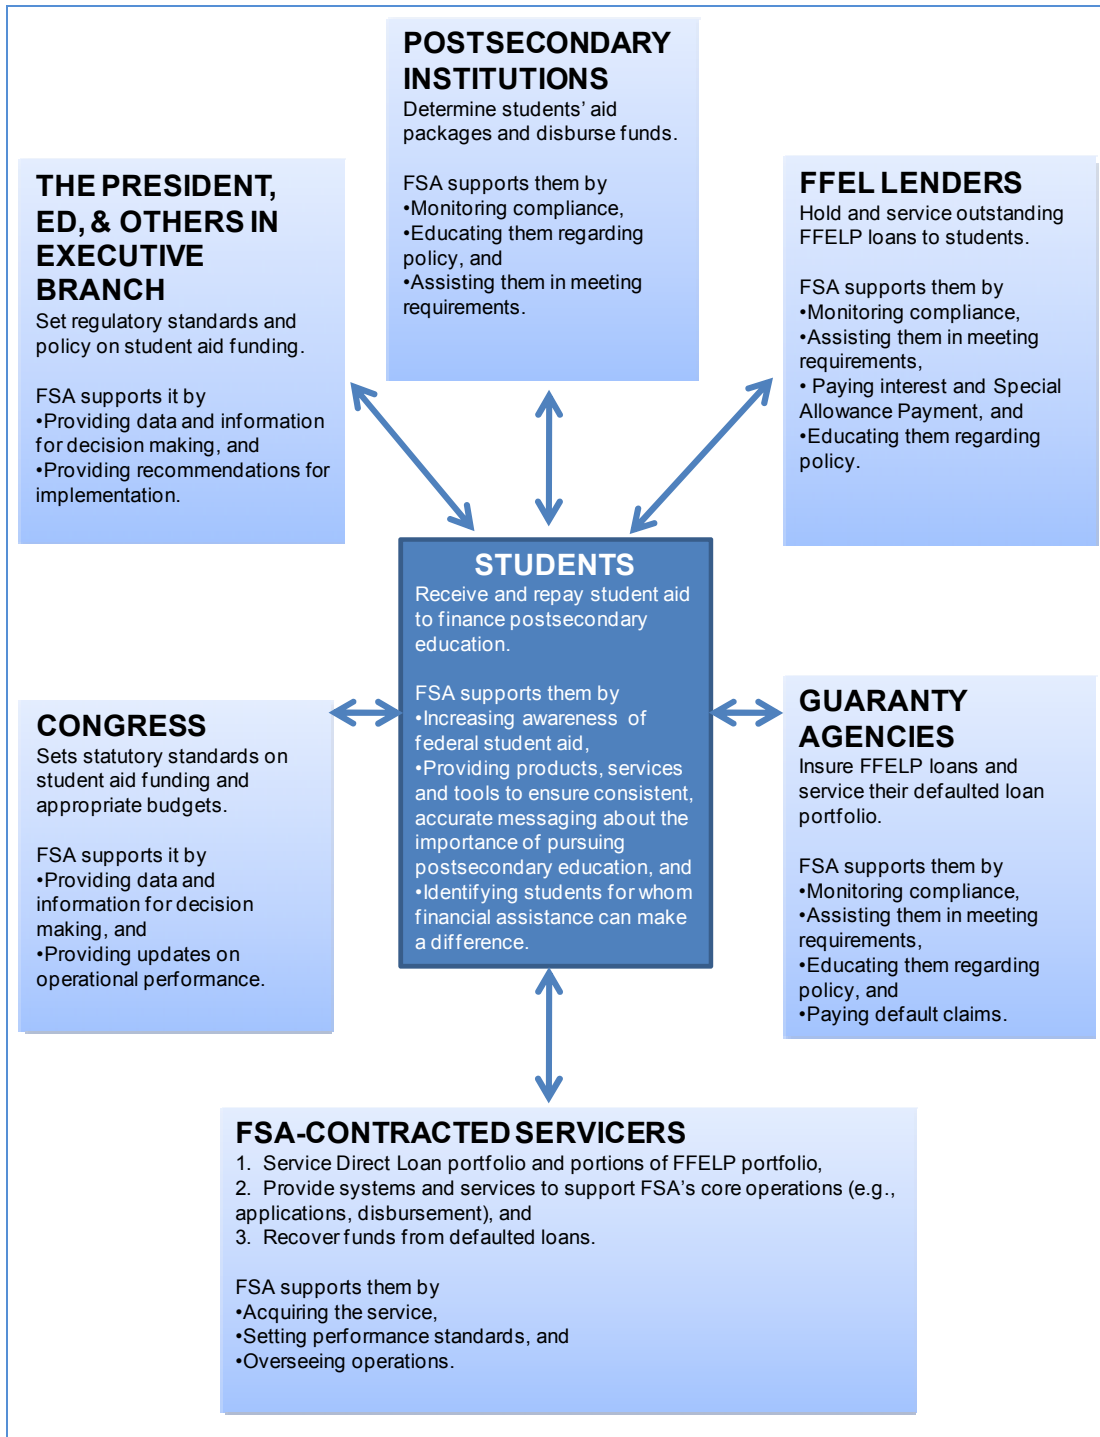 POSTSECONDARY
INSTITUTIONS
Determine students' aid
packages and disburse funds.
FSA supports them by
•Monitoring compliance,
•Educating them regarding
policy, and
•Assisting them in meeting
requirements.
THE PRESIDENT,
ED, & OTHERS IN
EXECUTIVE
BRANCH
Set regulatory standards and
policy on student aid funding.
FSA supports it by
•Providing data and information
for decision making, and
•Providing recommendations for
implementation.
FFEL LENDERS
Hold and service outstanding
FFELP loans to students.
FSA supports them by
•Monitoring compliance,
•Assisting them in meeting
requirements,
• Paying interest and Special
Allowance Payment, and
•Educating them regarding
policy.
STUDENTS
Receive and repay student aid
to finance postsecondary
education.
FSA supports them by
•Increasing awareness of
federal student aid,
•Providing products, services
and tools to ensure consistent,
accurate messaging about the
importance of pursuing
postsecondary education, and
•Identifying students for whom
financial assistance can make
a difference.
CONGRESS
Sets statutory standards on
student aid funding and
appropriate budgets.
FSA supports it by
•Providing data and
information for decision
making, and
•Providing updates on
operational performance.
GUARANTY
AGENCIES
Insure FFELP loans and
service their defaulted loan
portfolio.
FSA supports them by
•Monitoring compliance,
•Assisting them in meeting
requirements,
•Educating them regarding
policy, and
•Paying default claims.
FSA-CONTRACTED SERVICERS
1. Service Direct Loan portfolio and portions of FFELP portfolio,
2. Provide systems and services to support FSA's core operations (e.g.,
applications, disbursement), and
3. Recover funds from defaulted loans.
FSA supports them by
•Acquiring the service,
•Setting performance standards, and
•Overseeing operations.